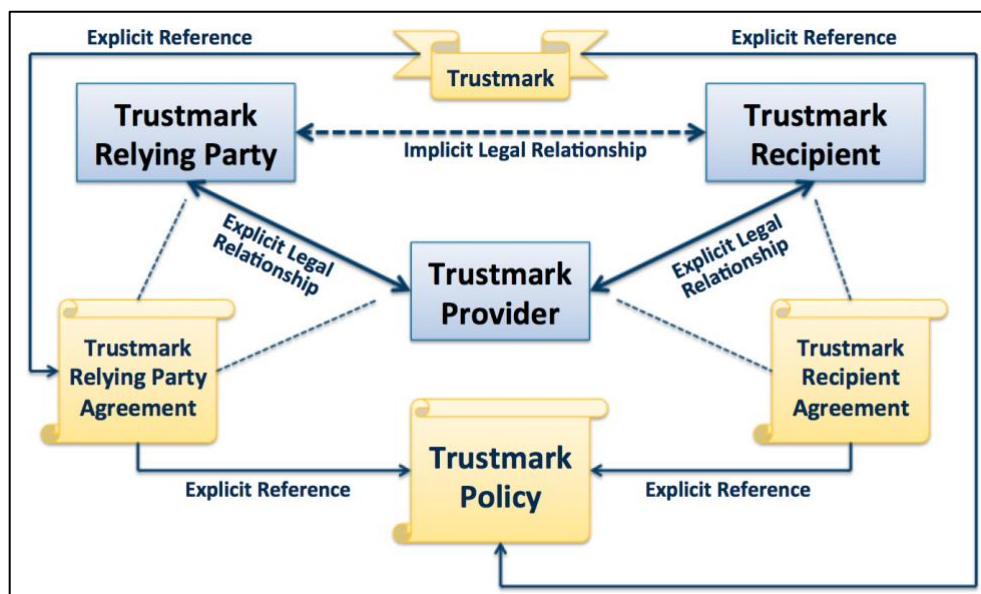 Explicit Reference
Trustmark
Explicit Reference
Trustmark
Relying Party
Implicit Legal Relationship
Trustmark
Recipient
Explicit Legal
Relationship
Trustmark
Provider
Explicit Legal
Relationship
Trustmark
Relying Party
Agreement
Trustmark
Recipient
Agreement
Trustmark
Policy
Explicit Reference
Explicit Reference